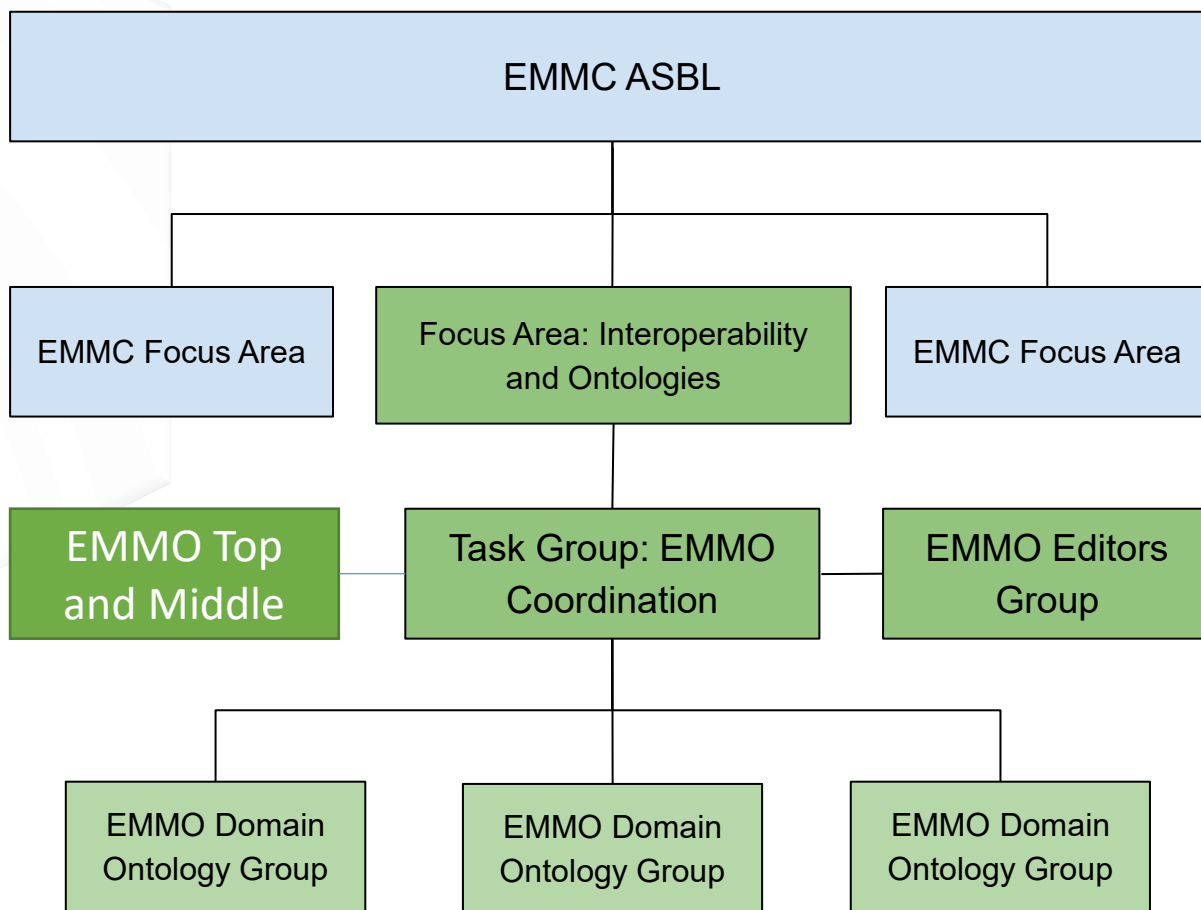 EMMC ASBL
EMMC Focus Area
Focus Area: Interoperability
and Ontologies
EMMC Focus Area
EMMO Top
and Middle
Task Group: EMMO
Coordination
EMMO Editors
Group
EMMO Domain
Ontology Group
EMMO Domain
Ontology Group
EMMO Domain
Ontology Group